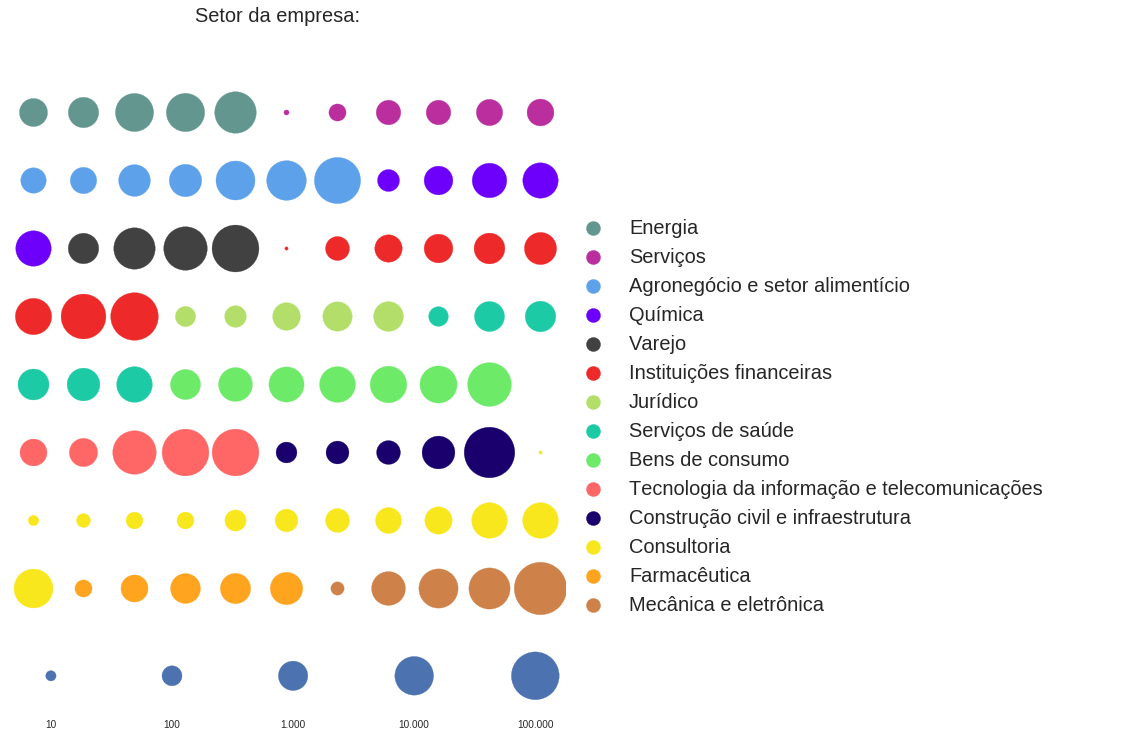 Setor da empresa:
Energia
Serviços
Agronegócio e setor alimentício
Química
Varejo
Instituições financeiras
Jurídico
Serviços de saúde
Bens de consumo
Tecnologia da informação e telecomunicações
Construção civil e infraestrutura
Consultoria
Farmacêutica
Mecânica e eletrônica
10 100 1.000 10.000 100.000